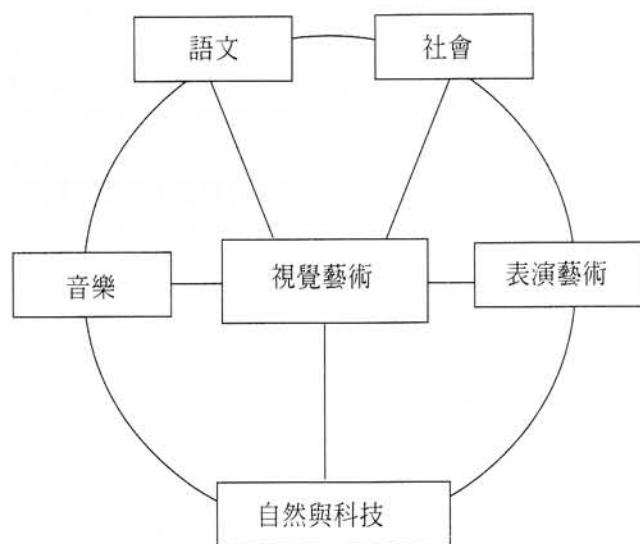 語文
社會
音樂
視覺藝術
表演藝術
自然與科技